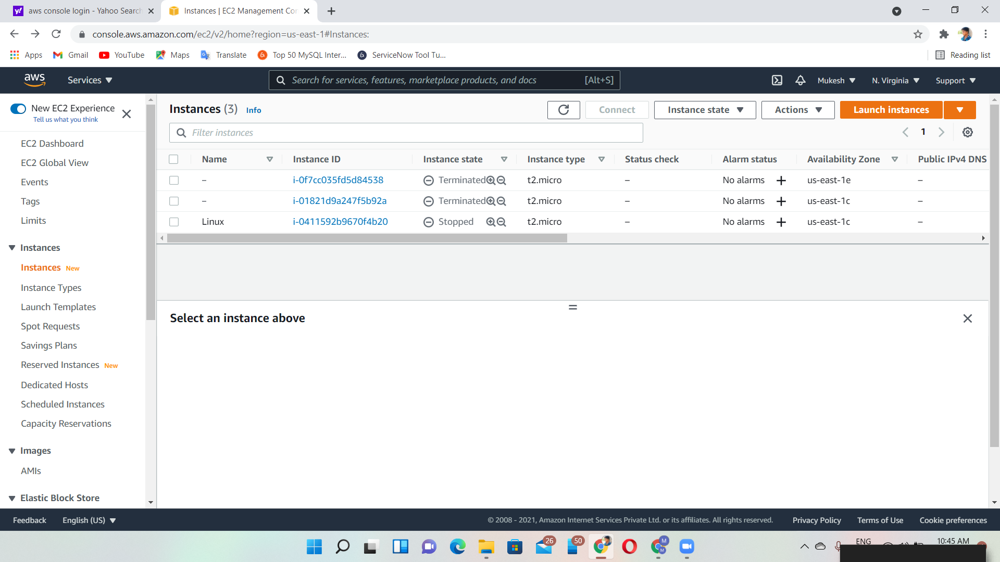 aws console login - Yahoo Search
Instances | EC2 Management Con
console.aws.amazon.com/ec2/v2/home?region=us-east-1#Instances:
Apps
Gmail
YouTube
Maps
Translate
Top 50 MySQL Inter...
ServiceNow Tool Tu...
Reading list
aws
Services
Search for services, features, marketplace products, and docs
[Alt+S]
Mukesh
N. Virginia
Support
New EC2 Experience
Tell us what you think
EC2 Dashboard
EC2 Global View
Events
Tags
Limits
Instances
Instances New
Instance Types
Launch Templates
Spot Requests
Savings Plans
Reserved Instances New
Dedicated Hosts
Scheduled Instances
Capacity Reservations
Images
AMIs
Elastic Block Store
Instances (3) Info
Connect
Instance state
Actions
Launch instances
Filter instances
1
Name Instance ID Instance state Instance type Status check Alarm status Availability Zone Public IPv4 DNS
– i-0f7cc035fd5d84538 Terminated t2.micro – No alarms + us-east-1e –
– i-01821d9a247f5b92a Terminated t2.micro – No alarms + us-east-1c –
Linux i-0411592b9670f4b20 Stopped t2.micro – No alarms + us-east-1c –
Select an instance above
Feedback
English (US)
© 2008 - 2021, Amazon Internet Services Private Ltd. or its affiliates. All rights reserved.
Privacy Policy
Terms of Use
Cookie preferences
26
50
M
M
ENG
10:45 AM